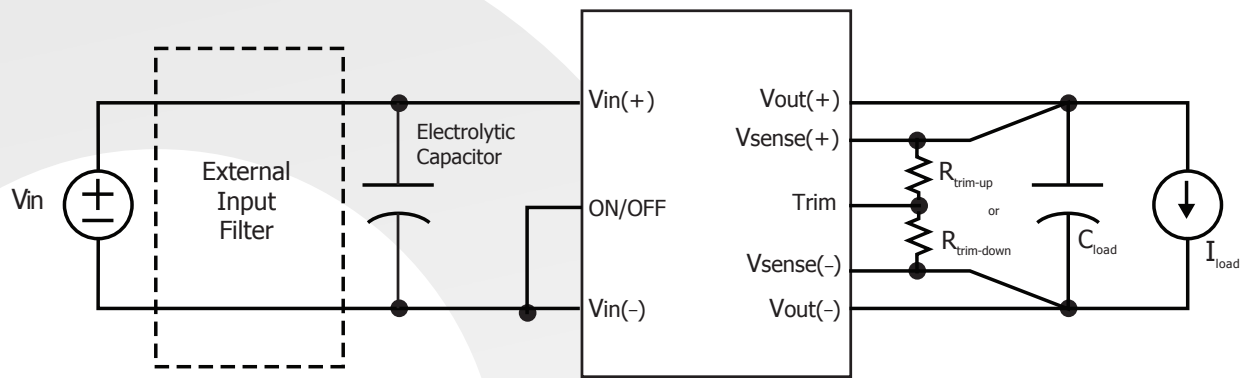 Vin
External
Input
Filter
Electrolytic
Capacitor
Vin(+)
ON/OFF
Vin(−)
Vout(+)
Vsense(+)
Trim
Vsense(−)
Vout(−)
Rtrim-up
or
Rtrim-down
Cload
Iload